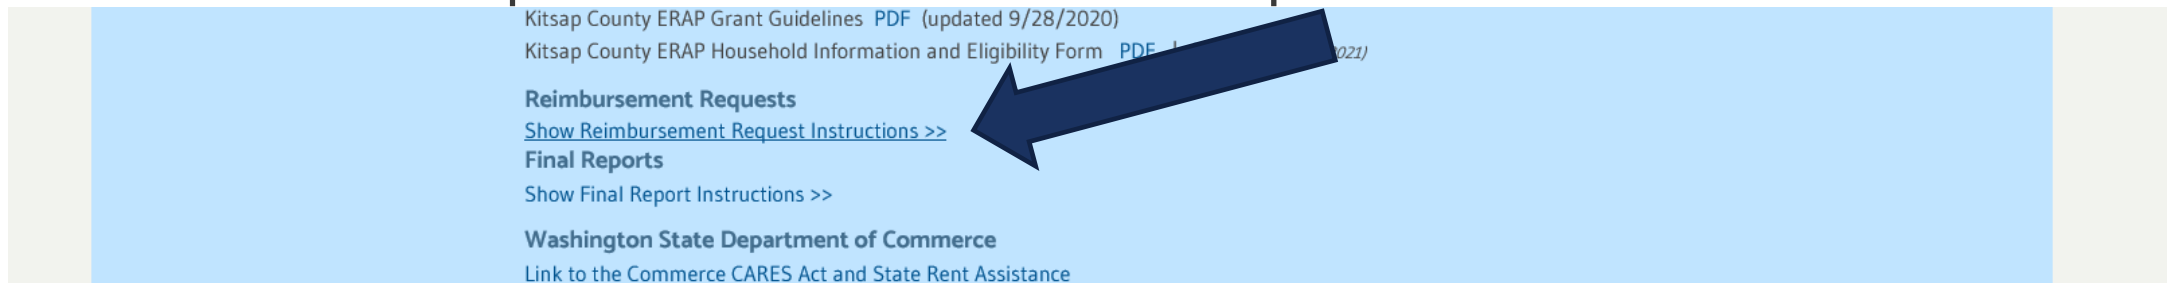 Kitsap County ERAP Grant Guidelines PDF (updated 9/28/2020)
Kitsap County ERAP Household Information and Eligibility Form PDF 2021)
Reimbursement Requests
Show Reimbursement Request Instructions >>
Final Reports
Show Final Report Instructions >>
Washington State Department of Commerce
Link to the Commerce CARES Act and State Rent Assistance